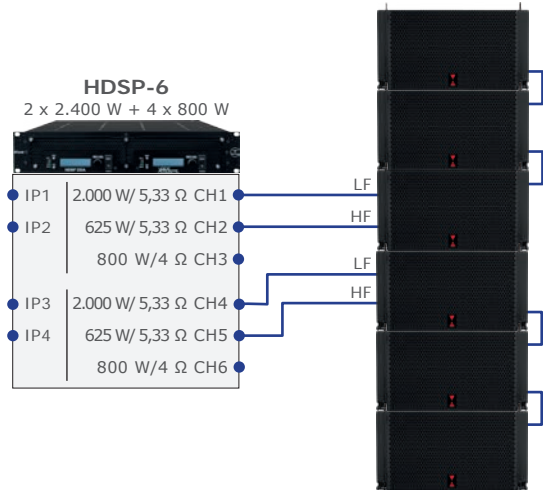 HDSP-6
2 x 2.400 W + 4 x 800 W
IP1 2.000 W/ 5,33 Ω CH1
IP2 625 W/ 5,33 Ω CH2
800 W/4 Ω CH3
IP3 2.000 W/ 5,33 Ω CH4
IP4 625 W/ 5,33 Ω CH5
800 W/4 Ω CH6
LF
HF
LF
HF